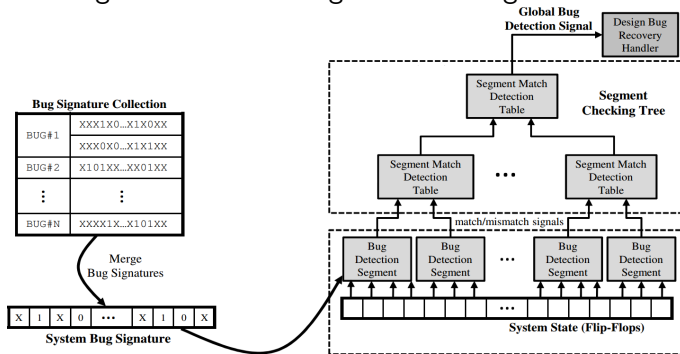 Global Bug
Detection Signal
Design Bug
Recovery
Handler
Bug Signature Collection
BUG#1
XXX1X0…X1X0XX
XXX0X0…X1X1XX
BUG#2
X101XX…XX01XX
⋮
⋮
BUG#N
XXXX1X…X101XX
Merge
Bug Signatures
X 1 X 0 ••• X 1 0 X
System Bug Signature
Segment Match
Detection
Table
Segment
Checking Tree
Segment Match
Detection
Table
•••
Segment Match
Detection
Table
match/mismatch signals
Bug
Detection
Segment
Bug
Detection
Segment
•••
Bug
Detection
Segment
Bug
Detection
Segment
•••
System State (Flip-Flops)